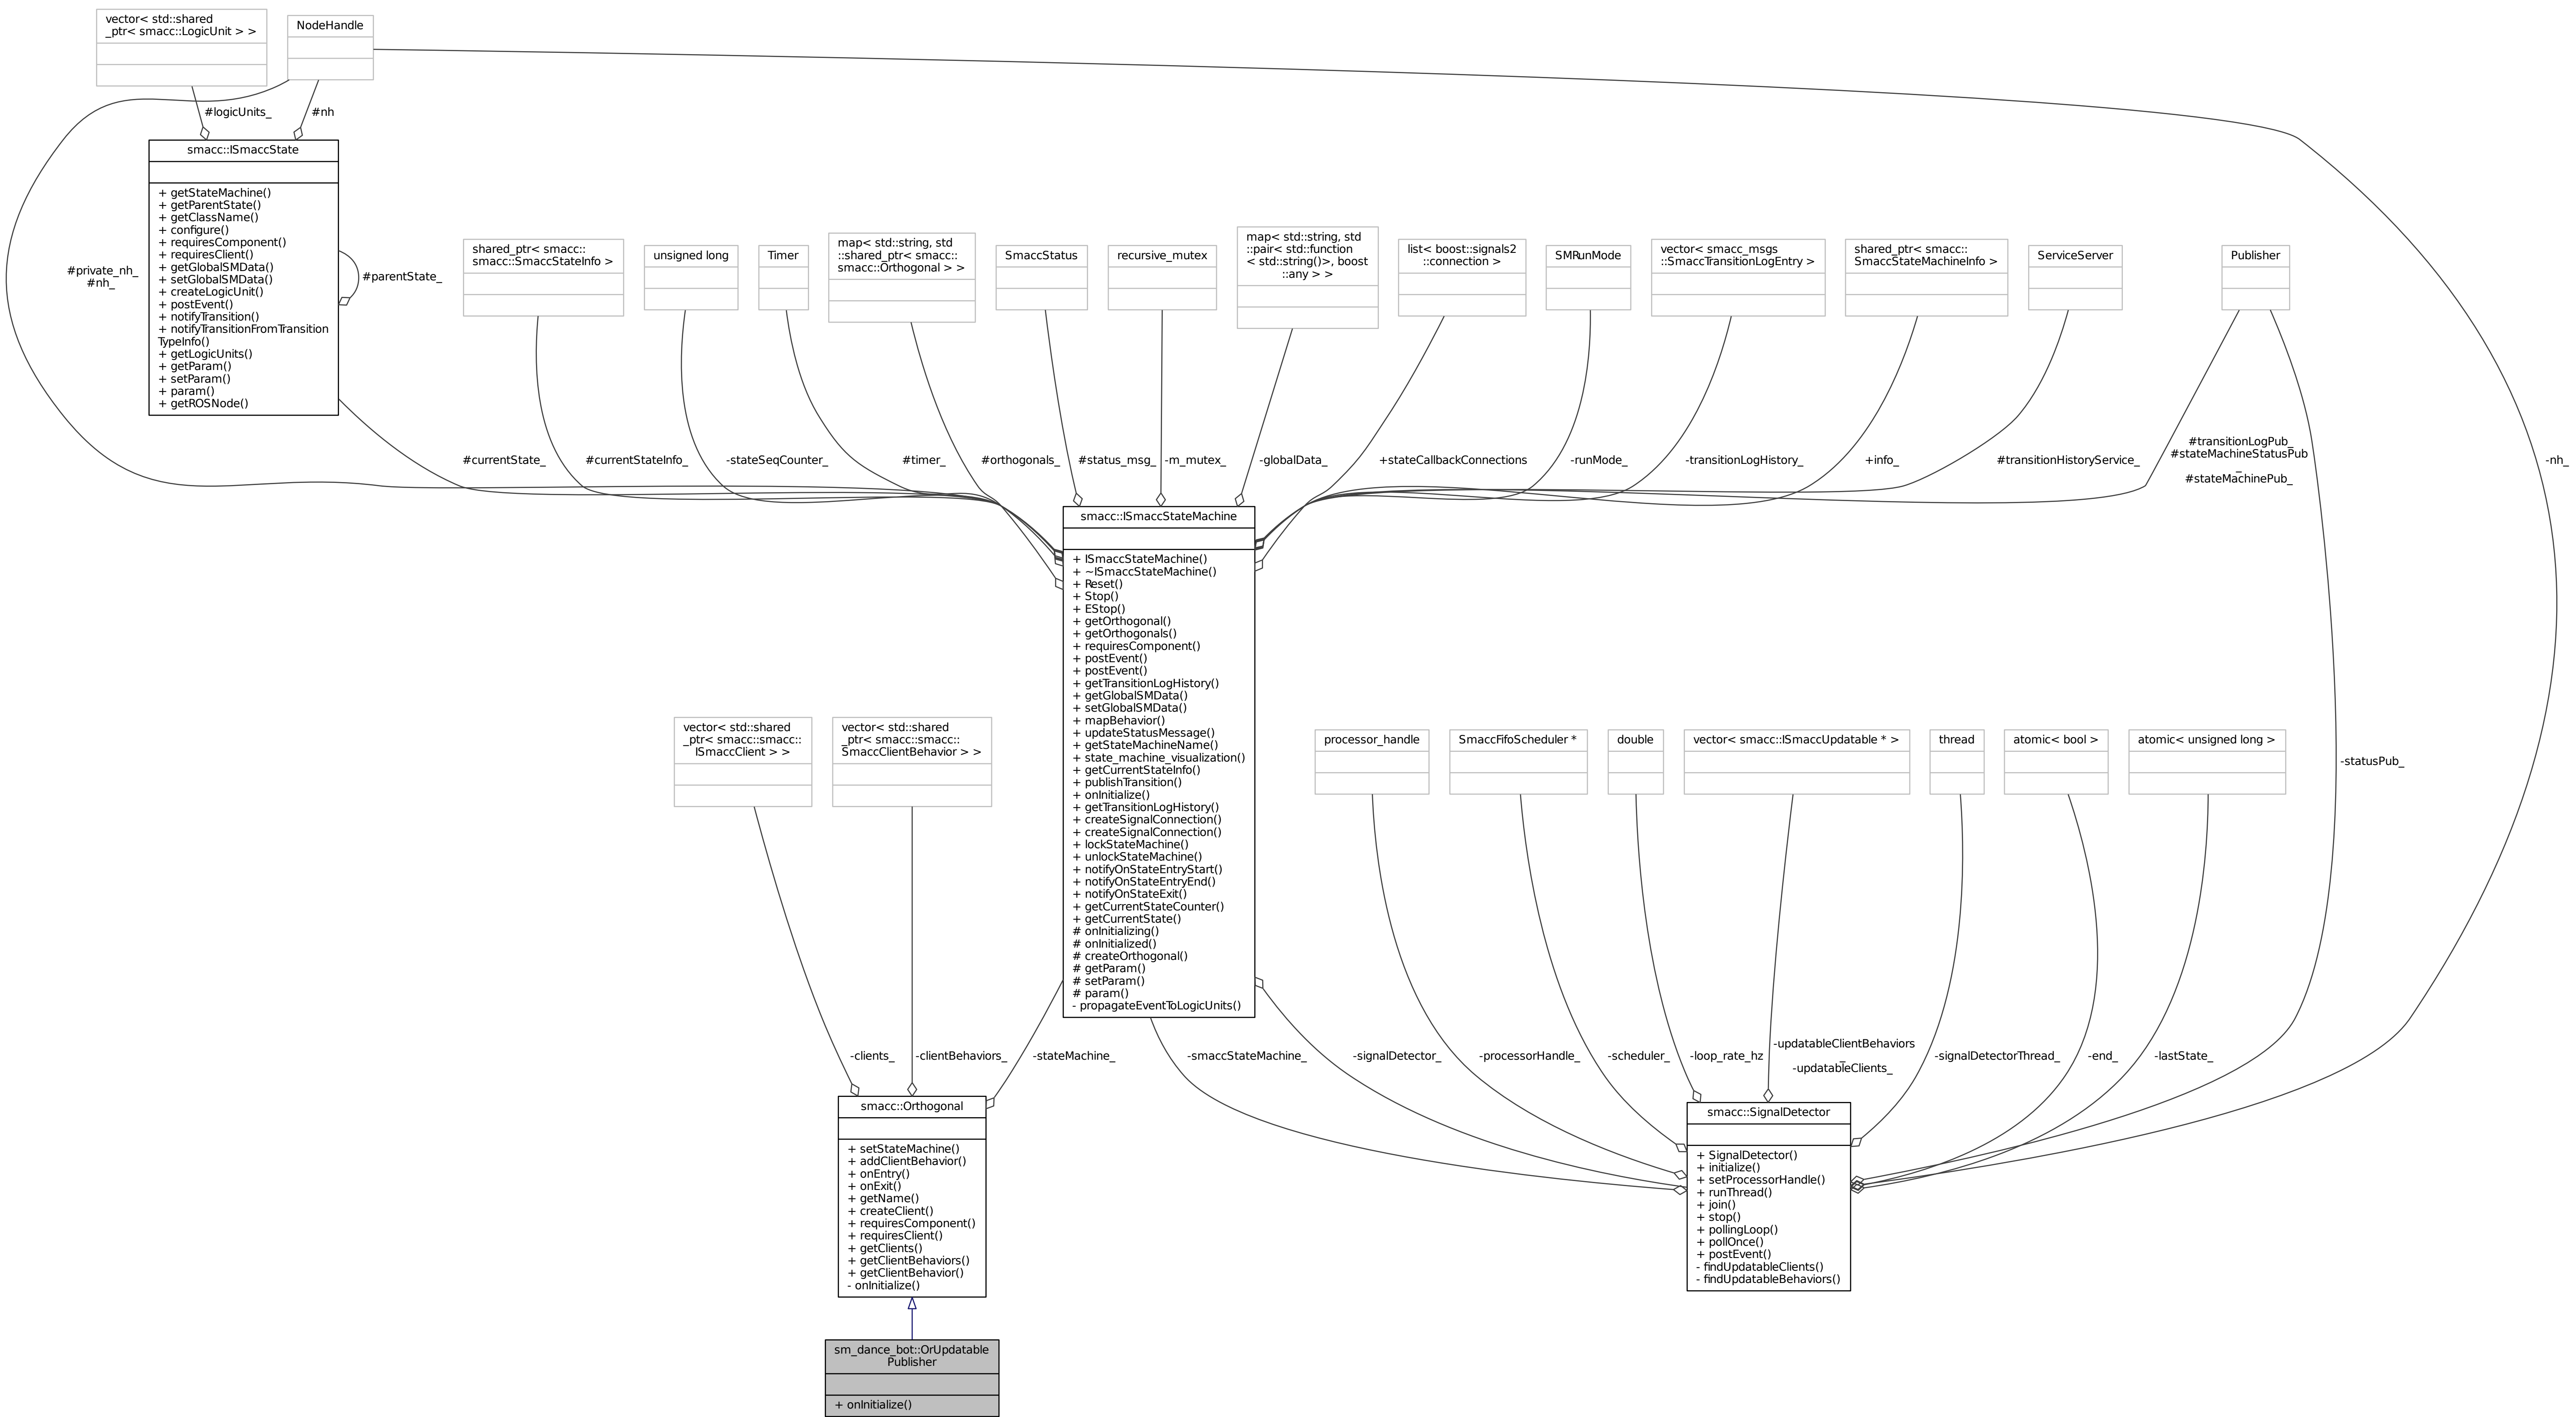 vector< std::shared
_ptr< smacc::LogicUnit > >
NodeHandle
#logicUnits_
#nh
smacc::ISmaccState
+ getStateMachine()
+ getParentState()
+ getClassName()
+ configure()
+ requiresComponent()
+ requiresClient()
+ getGlobalSMData()
+ setGlobalSMData()
+ createLogicUnit()
+ postEvent()
+ notifyTransition()
+ notifyTransitionFromTransition
TypeInfo()
+ getLogicUnits()
+ getParam()
+ setParam()
+ param()
+ getROSNode()
#private_nh_
#nh_
#parentState_
shared_ptr< smacc::
smacc::SmaccStateInfo >
unsigned long
Timer
map< std::string, std
::shared_ptr< smacc::
smacc::Orthogonal > >
SmaccStatus
recursive_mutex
map< std::string, std
::pair< std::function
< std::string()>, boost
::any > >
list< boost::signals2
::connection >
SMRunMode
vector< smacc_msgs
::SmaccTransitionLogEntry >
shared_ptr< smacc::
SmaccStateMachineInfo >
ServiceServer
Publisher
#currentState_
#currentStateInfo_
-stateSeqCounter_
#timer_
#orthogonals_
#status_msg_
-m_mutex_
-globalData_
+stateCallbackConnections
-runMode_
-transitionLogHistory_
+info_
#transitionHistoryService_
#transitionLogPub_
#stateMachineStatusPub
_
#stateMachinePub_
-nh_
smacc::ISmaccStateMachine
+ ISmaccStateMachine()
+ ~ISmaccStateMachine()
+ Reset()
+ Stop()
+ EStop()
+ getOrthogonal()
+ getOrthogonals()
+ requiresComponent()
+ postEvent()
+ postEvent()
+ getTransitionLogHistory()
+ getGlobalSMData()
+ setGlobalSMData()
+ mapBehavior()
+ updateStatusMessage()
+ getStateMachineName()
+ state_machine_visualization()
+ getCurrentStateInfo()
+ publishTransition()
+ onInitialize()
+ getTransitionLogHistory()
+ createSignalConnection()
+ createSignalConnection()
+ lockStateMachine()
+ unlockStateMachine()
+ notifyOnStateEntryStart()
+ notifyOnStateEntryEnd()
+ notifyOnStateExit()
+ getCurrentStateCounter()
+ getCurrentState()
# onInitializing()
# onInitialized()
# createOrthogonal()
# getParam()
# setParam()
# param()
- propagateEventToLogicUnits()
vector< std::shared
_ptr< smacc::smacc::
ISmaccClient > >
vector< std::shared
_ptr< smacc::smacc::
SmaccClientBehavior > >
processor_handle
SmaccFifoScheduler *
double
vector< smacc::ISmaccUpdatable * >
thread
atomic< bool >
atomic< unsigned long >
-statusPub_
-clients_
-clientBehaviors_
-stateMachine_
-smaccStateMachine_
-signalDetector_
-processorHandle_
-scheduler_
-loop_rate_hz
-updatableClientBehaviors
_
-updatableClients_
-signalDetectorThread_
-end_
-lastState_
smacc::Orthogonal
+ setStateMachine()
+ addClientBehavior()
+ onEntry()
+ onExit()
+ getName()
+ createClient()
+ requiresComponent()
+ requiresClient()
+ getClients()
+ getClientBehaviors()
+ getClientBehavior()
- onInitialize()
smacc::SignalDetector
+ SignalDetector()
+ initialize()
+ setProcessorHandle()
+ runThread()
+ join()
+ stop()
+ pollingLoop()
+ pollOnce()
+ postEvent()
- findUpdatableClients()
- findUpdatableBehaviors()
sm_dance_bot::OrUpdatable
Publisher
+ onInitialize()